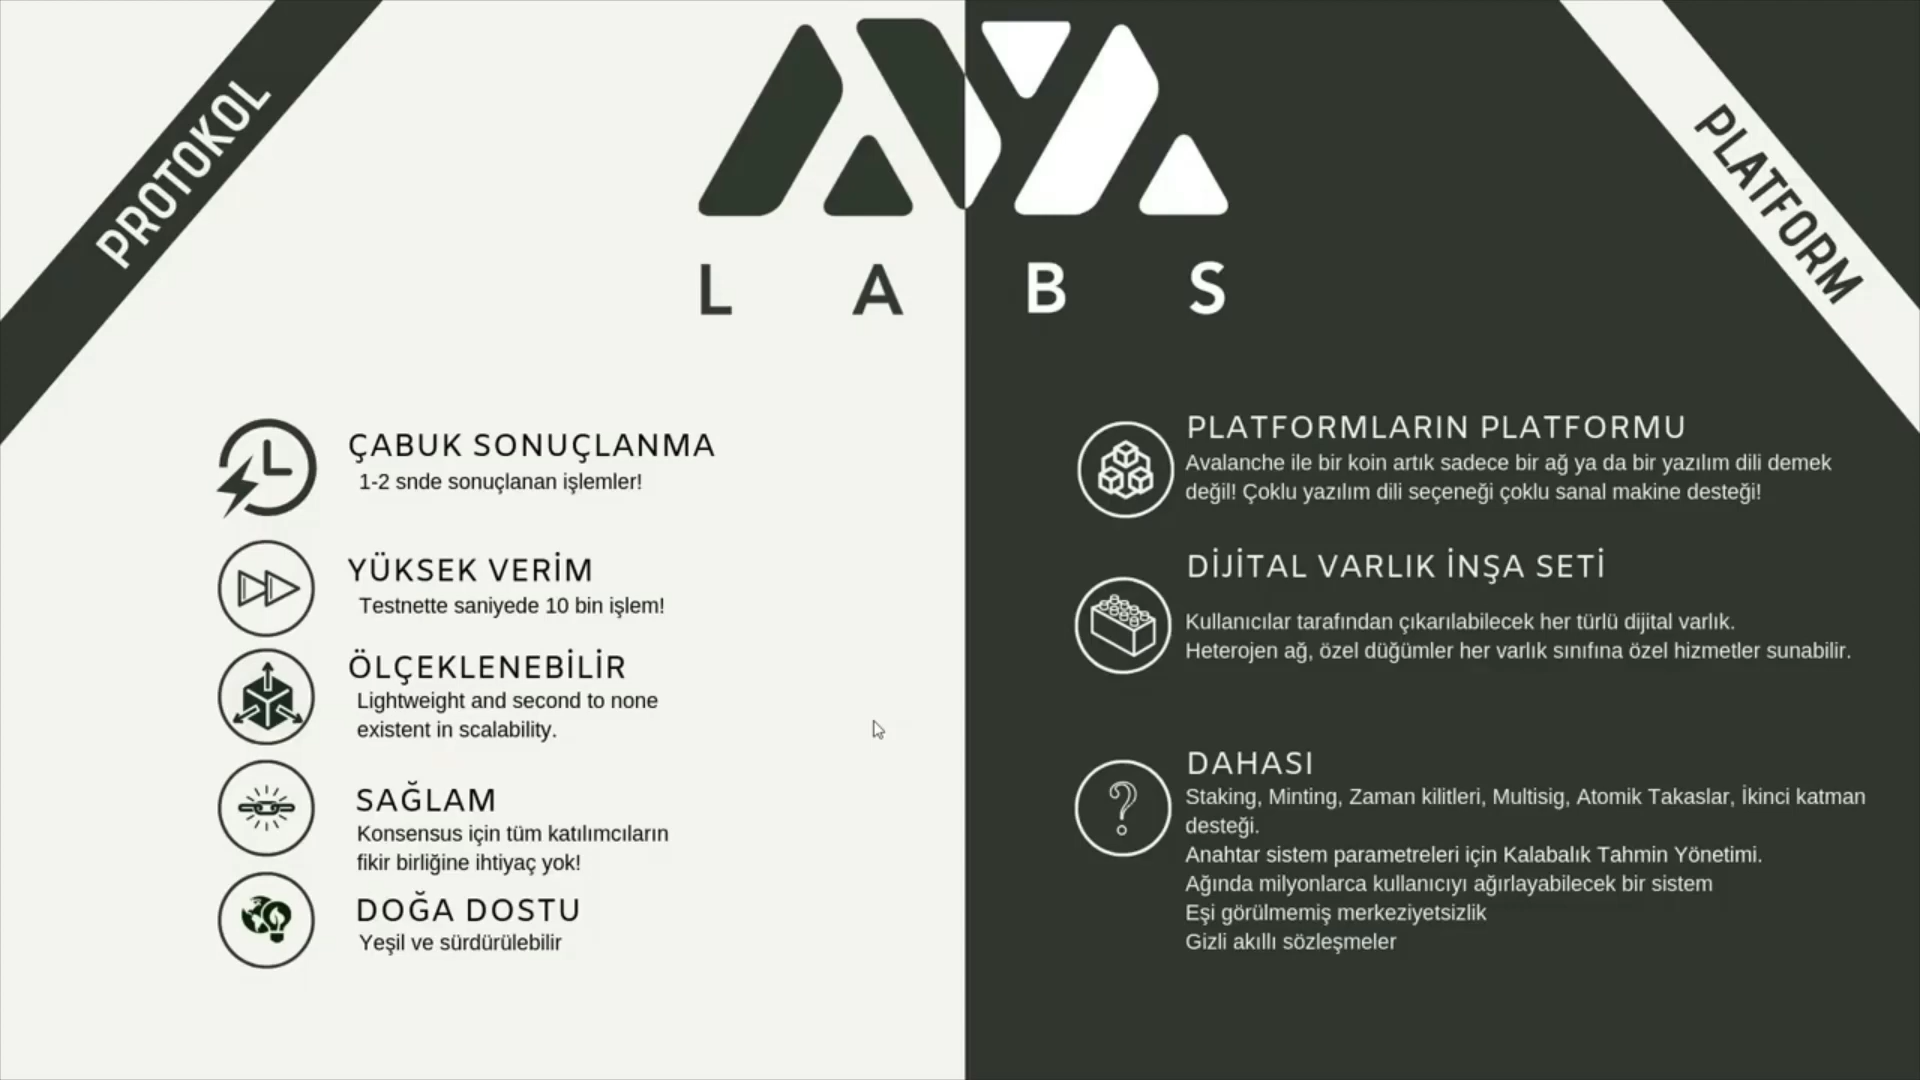 PROTOKOL
AVA
L A B S
PLATFORM
ÇABUK SONUÇLANMA
1-2 snde sonuçlanan işlemler!
YÜKSEK VERİM
Testnette saniyede 10 bin işlem!
ÖLÇEKLENEBİLİR
Lightweight and second to none
existent in scalability.
SAĞLAM
Konsensus için tüm katılımcıların
fikir birliğine ihtiyaç yok!
DOĞA DOSTU
Yeşil ve sürdürülebilir
PLATFORMLARIN PLATFORMU
Avalanche ile bir koin artık sadece bir ağ ya da bir yazılım dili demek
değil! Çoklu yazılım dili seçeneği çoklu sanal makine desteği!
DİJİTAL VARLIK İNŞA SETİ
Kullanıcılar tarafından çıkarılabilecek her türlü dijital varlık.
Heterojen ağ, özel düğümler her varlık sınıfına özel hizmetler sunabilir.
DAHASI
Staking, Minting, Zaman kilitleri, Multisig, Atomik Takaslar, İkinci katman
desteği.
Anahtar sistem parametreleri için Kalabalık Tahmin Yönetimi.
Ağında milyonlarca kullanıcıyı ağırlayabilecek bir sistem
Eşi görülmemiş merkeziyetsizlik
Gizli akıllı sözleşmeler